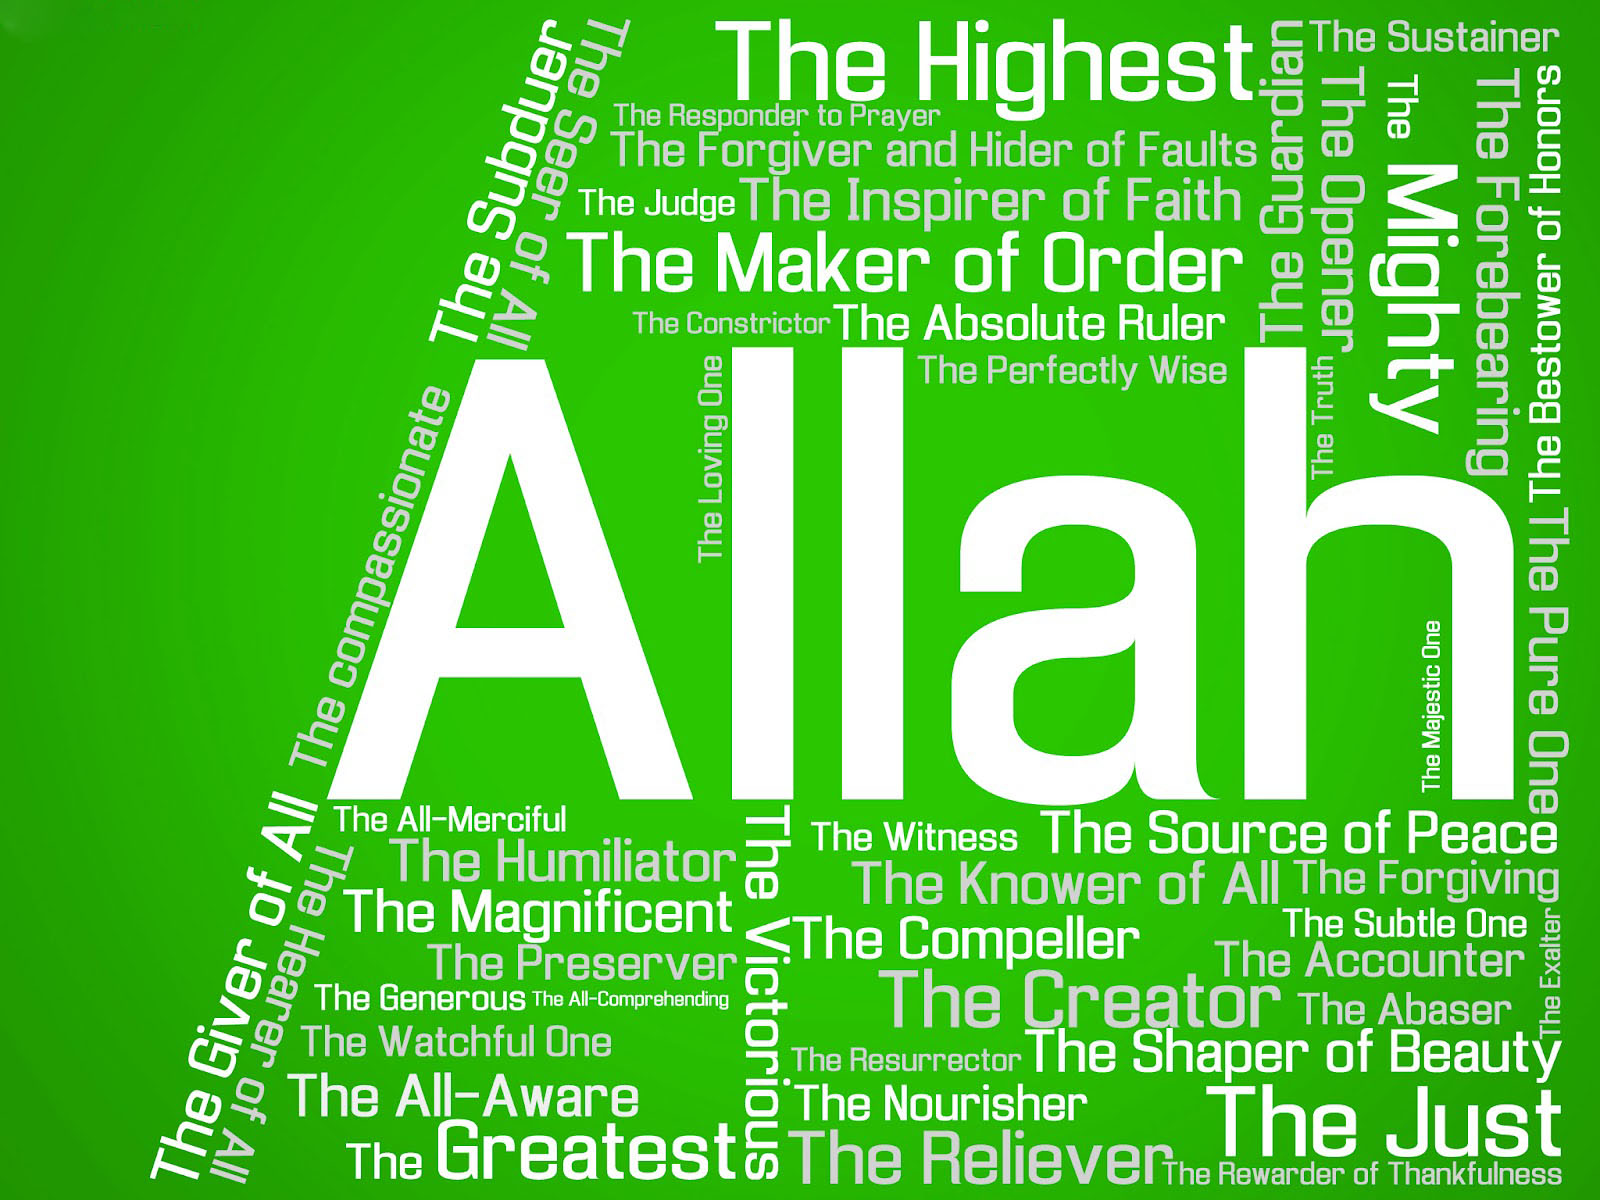 The Subduer
The Seer of All
The Highest
The Responder to Prayer
The Forgiver and Hider of Faults
The Judge
The Inspirer of Faith
The Maker of Order
The Constrictor
The Absolute Ruler
The Guardian
The Sustainer
The Opener
The Mighty
The Forebearing
The Bestower of Honors
The compassionate
Allah
The Loving One
The Perfectly Wise
The Truth
The Majestic One
The Pure One
The Giver of All
The Hearer of All
The All-Merciful
The Humiliator
The Magnificent
The Preserver
The Generous
The All-Comprehending
The Watchful One
The All-Aware
The Greatest
The Victorious
The Witness
The Source of Peace
The Knower of All
The Forgiving
The Compeller
The Subtle One
The Accounter
The Exalter
The Creator
The Abaser
The Resurrector
The Shaper of Beauty
The Nourisher
The Just
The Reliever
The Rewarder of Thankfulness